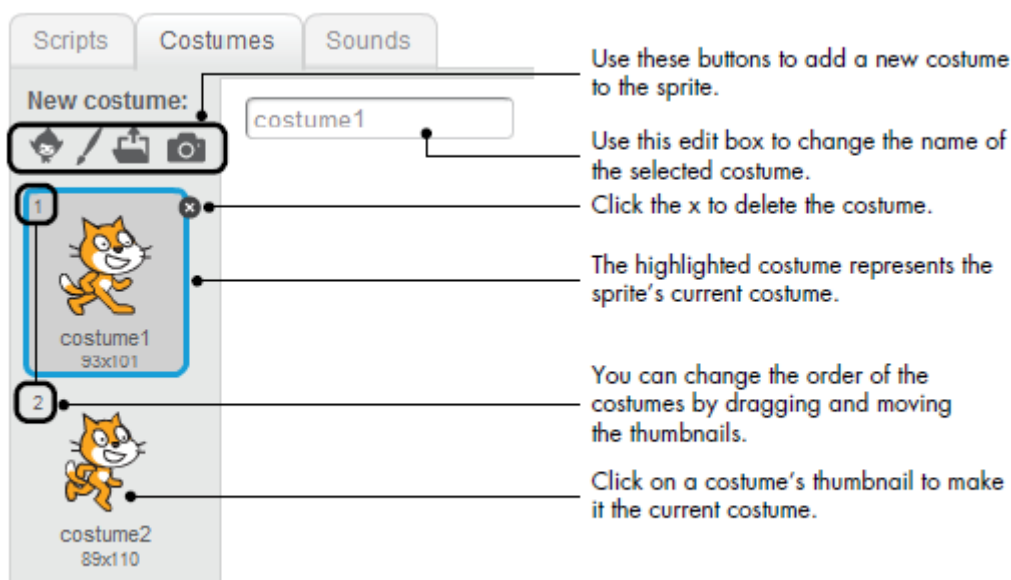 Scripts
Costumes
Sounds
New costume:
costume1
1
costume1
93x101
2
costume2
89x110
Use these buttons to add a new costume
to the sprite.
Use this edit box to change the name of
the selected costume.
Click the x to delete the costume.
The highlighted costume represents the
sprite's current costume.
You can change the order of the
costumes by dragging and moving
the thumbnails.
Click on a costume's thumbnail to make
it the current costume.